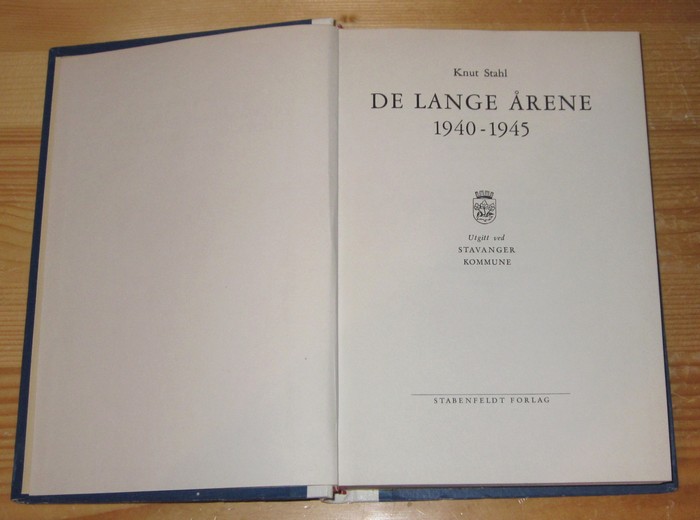 Knut Stahl
DE LANGE ÅRENE
1940-1945
Utgitt ved
STAVANGER
KOMMUNE
STABENFELDT FORLAG